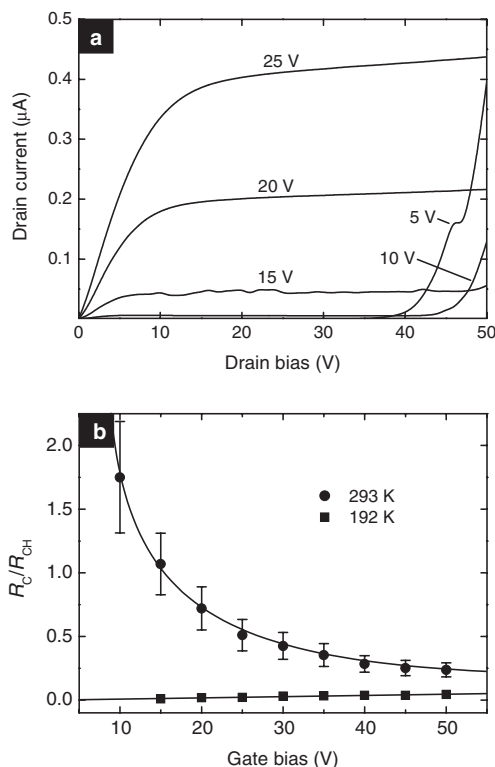 a
0.5
0.4
0.3
0.2
0.1
Drain current (μA)
25 V
20 V
15 V
5 V
10 V
0 10 20 30 40 50
Drain bias (V)
b
2.0
1.5
1.0
0.5
0.0
R_C/R_CH
293 K
192 K
10 20 30 40 50
Gate bias (V)